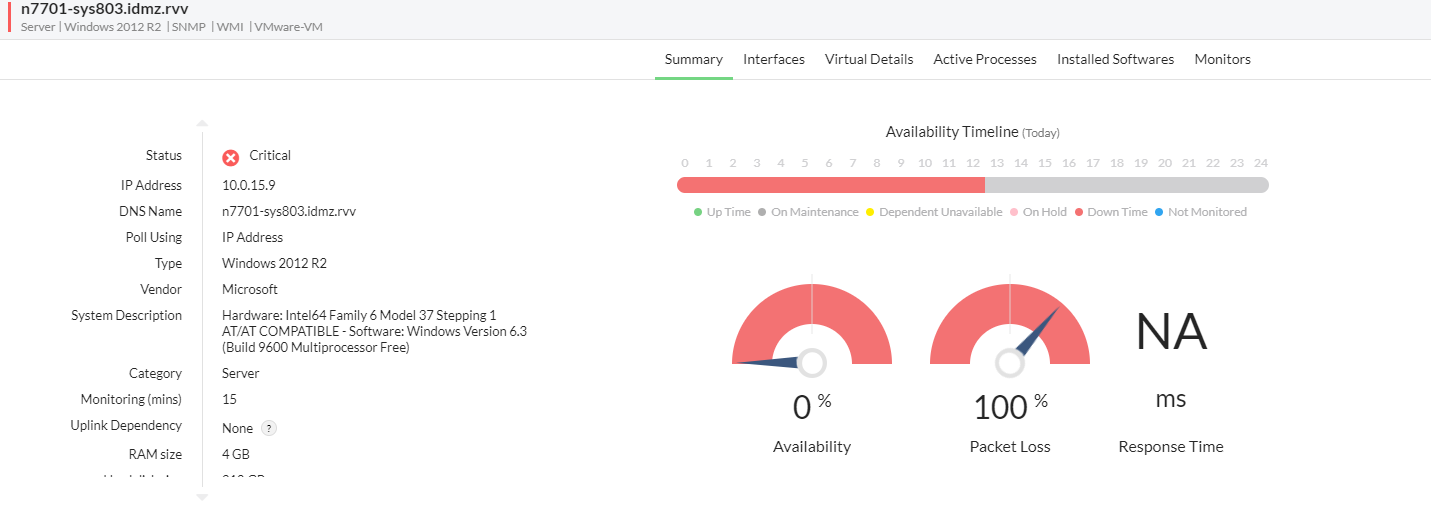 n7701-sys803.idmz.rvv
Server | Windows 2012 R2 | SNMP | WMI | VMware-VM
Summary Interfaces Virtual Details Active Processes Installed Softwares Monitors
Availability Timeline (Today)
0 1 2 3 4 5 6 7 8 9 10 11 12 13 14 15 16 17 18 19 20 21 22 23 24
Up Time On Maintenance Dependent Unavailable On Hold Down Time Not Monitored
Status Critical
IP Address 10.0.15.9
DNS Name n7701-sys803.idmz.rvv
Poll Using IP Address
Type Windows 2012 R2
Vendor Microsoft
System Description Hardware: Intel64 Family 6 Model 37 Stepping 1
AT/AT COMPATIBLE - Software: Windows Version 6.3
(Build 9600 Multiprocessor Free)
Category Server
Monitoring (mins) 15
Uplink Dependency None ?
RAM size 4 GB
0 %
Availability
100 %
Packet Loss
NA
ms
Response Time